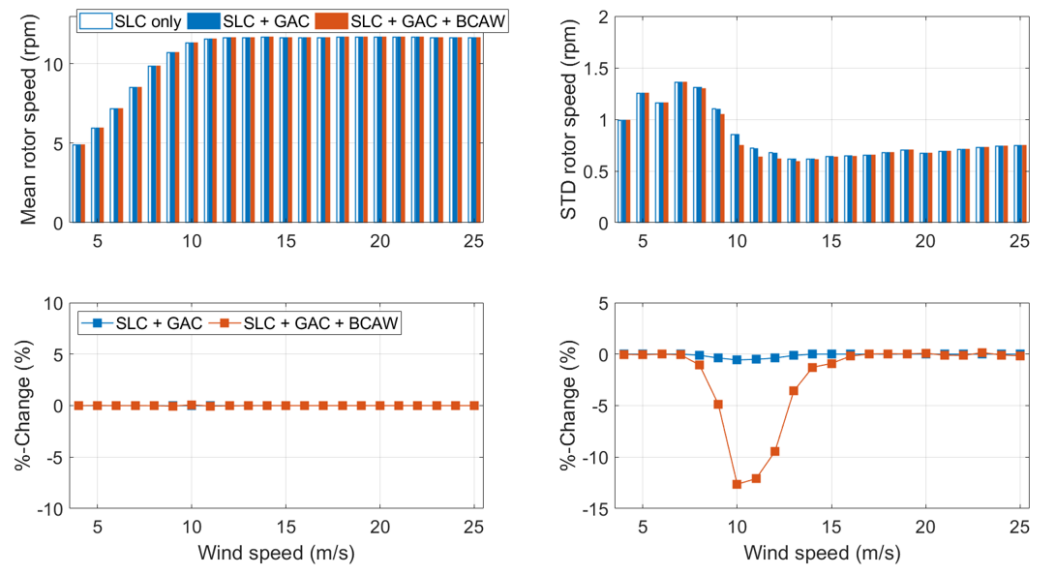 SLC only SLC + GAC SLC + GAC + BCAW
Mean rotor speed (rpm)
10
5
0
5 10 15 20 25
STD rotor speed (rpm)
2
1.5
1
0.5
0
5 10 15 20 25
SLC + GAC SLC + GAC + BCAW
%-Change (%)
10
5
0
-5
-10
5 10 15 20 25
Wind speed (m/s)
%-Change (%)
5
0
-5
-10
-15
5 10 15 20 25
Wind speed (m/s)